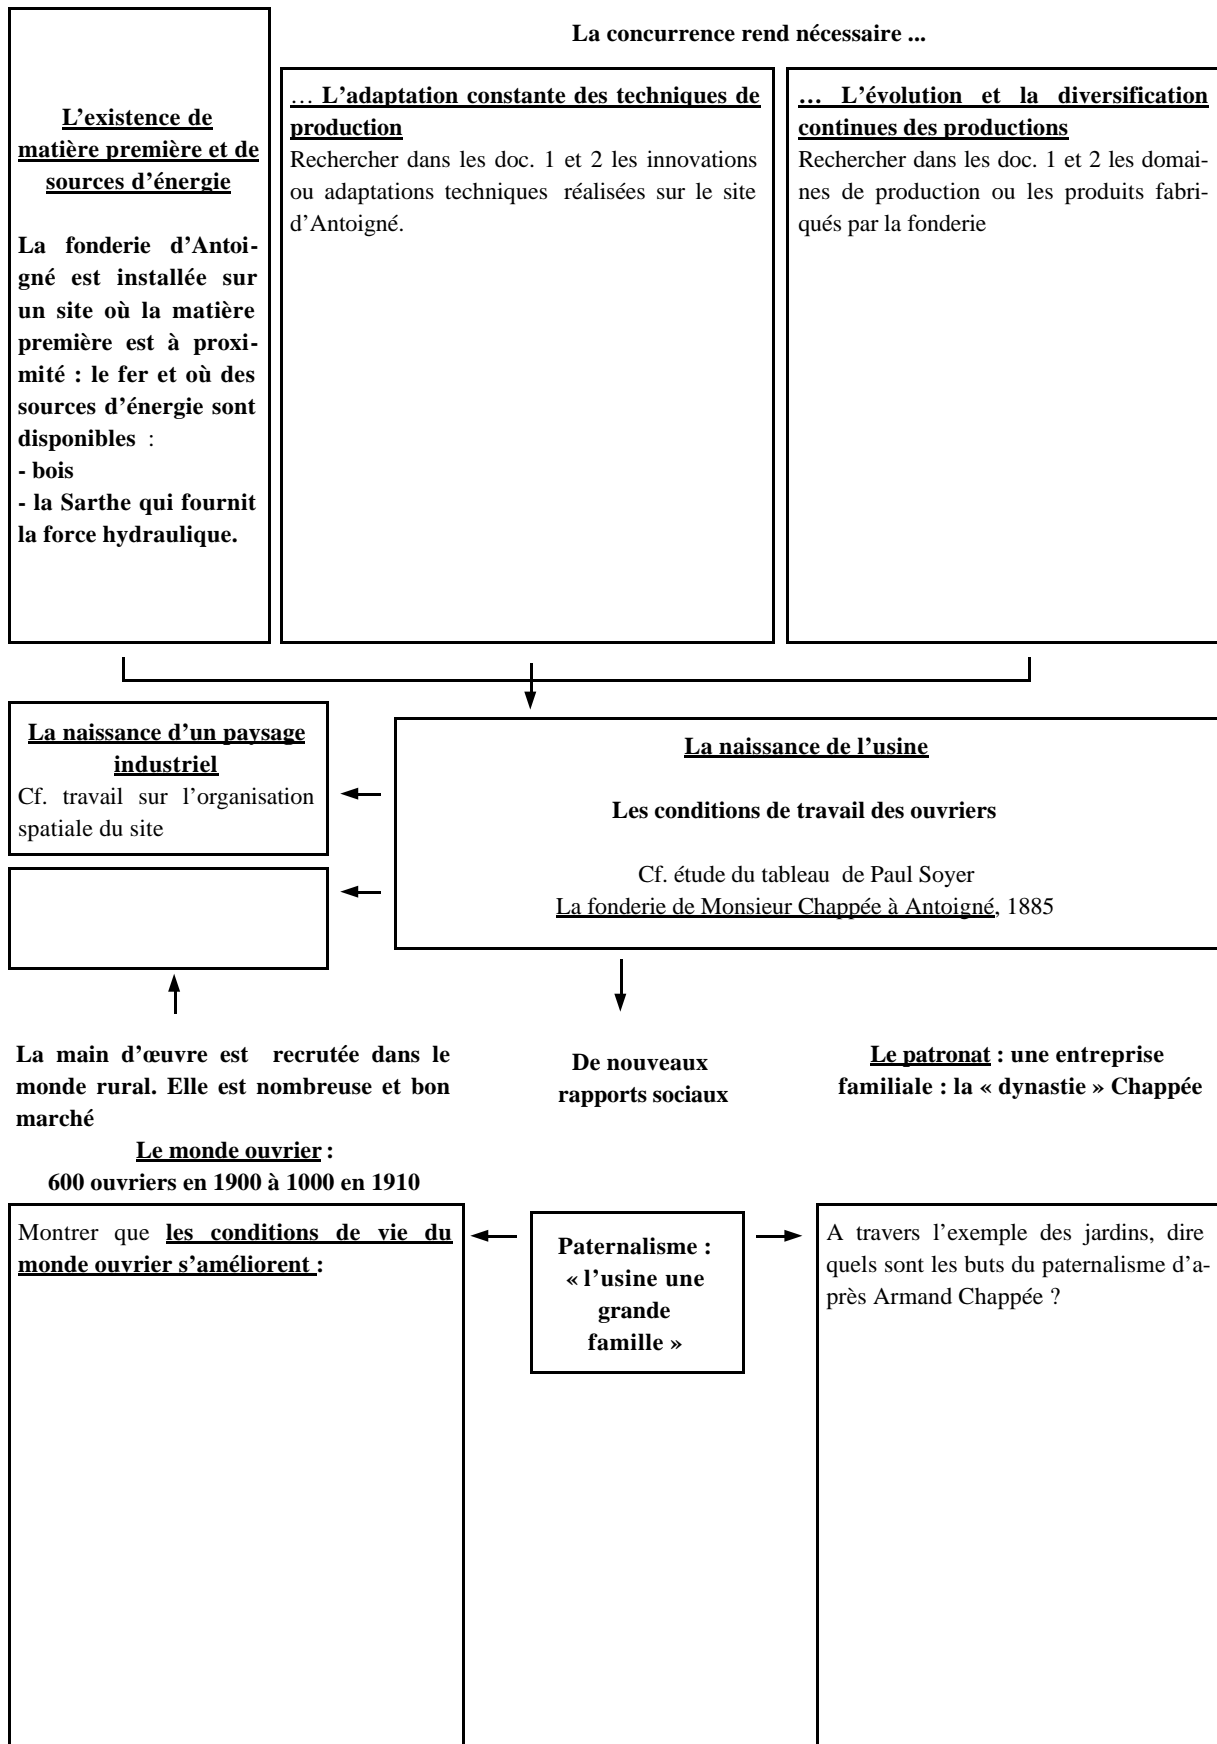 La concurrence rend nécessaire ...
L'existence de
matière première et de
sources d'énergie
La fonderie d'Antoi-
gné est installée sur
un site où la matière
première est à proxi-
mité : le fer et où des
sources d'énergie sont
disponibles :
- bois
- la Sarthe qui fournit
la force hydraulique.
… L'adaptation constante des techniques de
production
Rechercher dans les doc. 1 et 2 les innovations
ou adaptations techniques réalisées sur le site
d'Antoigné.
… L'évolution et la diversification
continues des productions
Rechercher dans les doc. 1 et 2 les domai-
nes de production ou les produits fabri-
qués par la fonderie
La naissance d'un paysage
industriel
Cf. travail sur l'organisation
spatiale du site
La naissance de l'usine
Les conditions de travail des ouvriers
Cf. étude du tableau de Paul Soyer
La fonderie de Monsieur Chappée à Antoigné, 1885
La main d'œuvre est recrutée dans le
monde rural. Elle est nombreuse et bon
marché
Le monde ouvrier :
600 ouvriers en 1900 à 1000 en 1910
De nouveaux
rapports sociaux
Le patronat : une entreprise
familiale : la « dynastie » Chappée
Montrer que les conditions de vie du
monde ouvrier s'améliorent :
Paternalisme :
« l'usine une
grande
famille »
A travers l'exemple des jardins, dire
quels sont les buts du paternalisme d'a-
près Armand Chappée ?